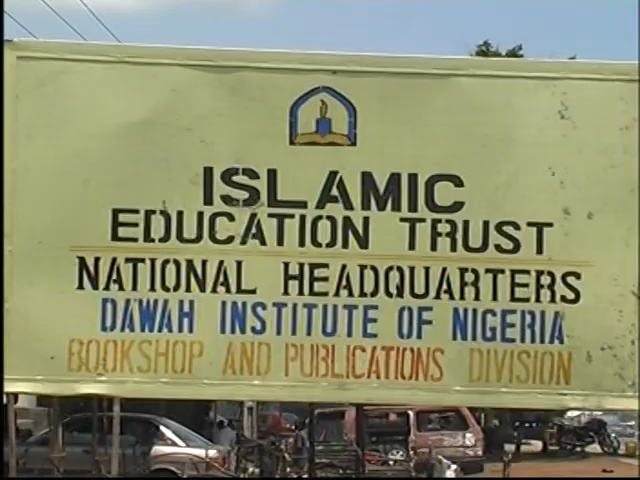 ISLAMIC
EDUCATION TRUST
NATIONAL HEADQUARTERS
DAWAH INSTITUTE OF NIGERIA
BOOKSHOP AND PUBLICATIONS DIVISION